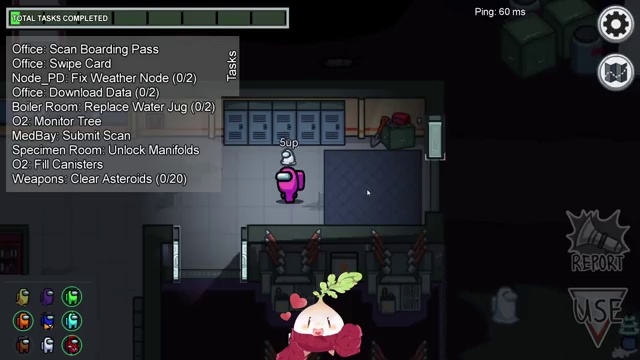 TOTAL TASKS COMPLETED
Ping: 60 ms
Tasks
Office: Scan Boarding Pass
Office: Swipe Card
Node_PD: Fix Weather Node (0/2)
Office: Download Data (0/2)
Boiler Room: Replace Water Jug (0/2)
O2: Monitor Tree
MedBay: Submit Scan
Specimen Room: Unlock Manifolds
O2: Fill Canisters
Weapons: Clear Asteroids (0/20)
5up
REPORT
USE